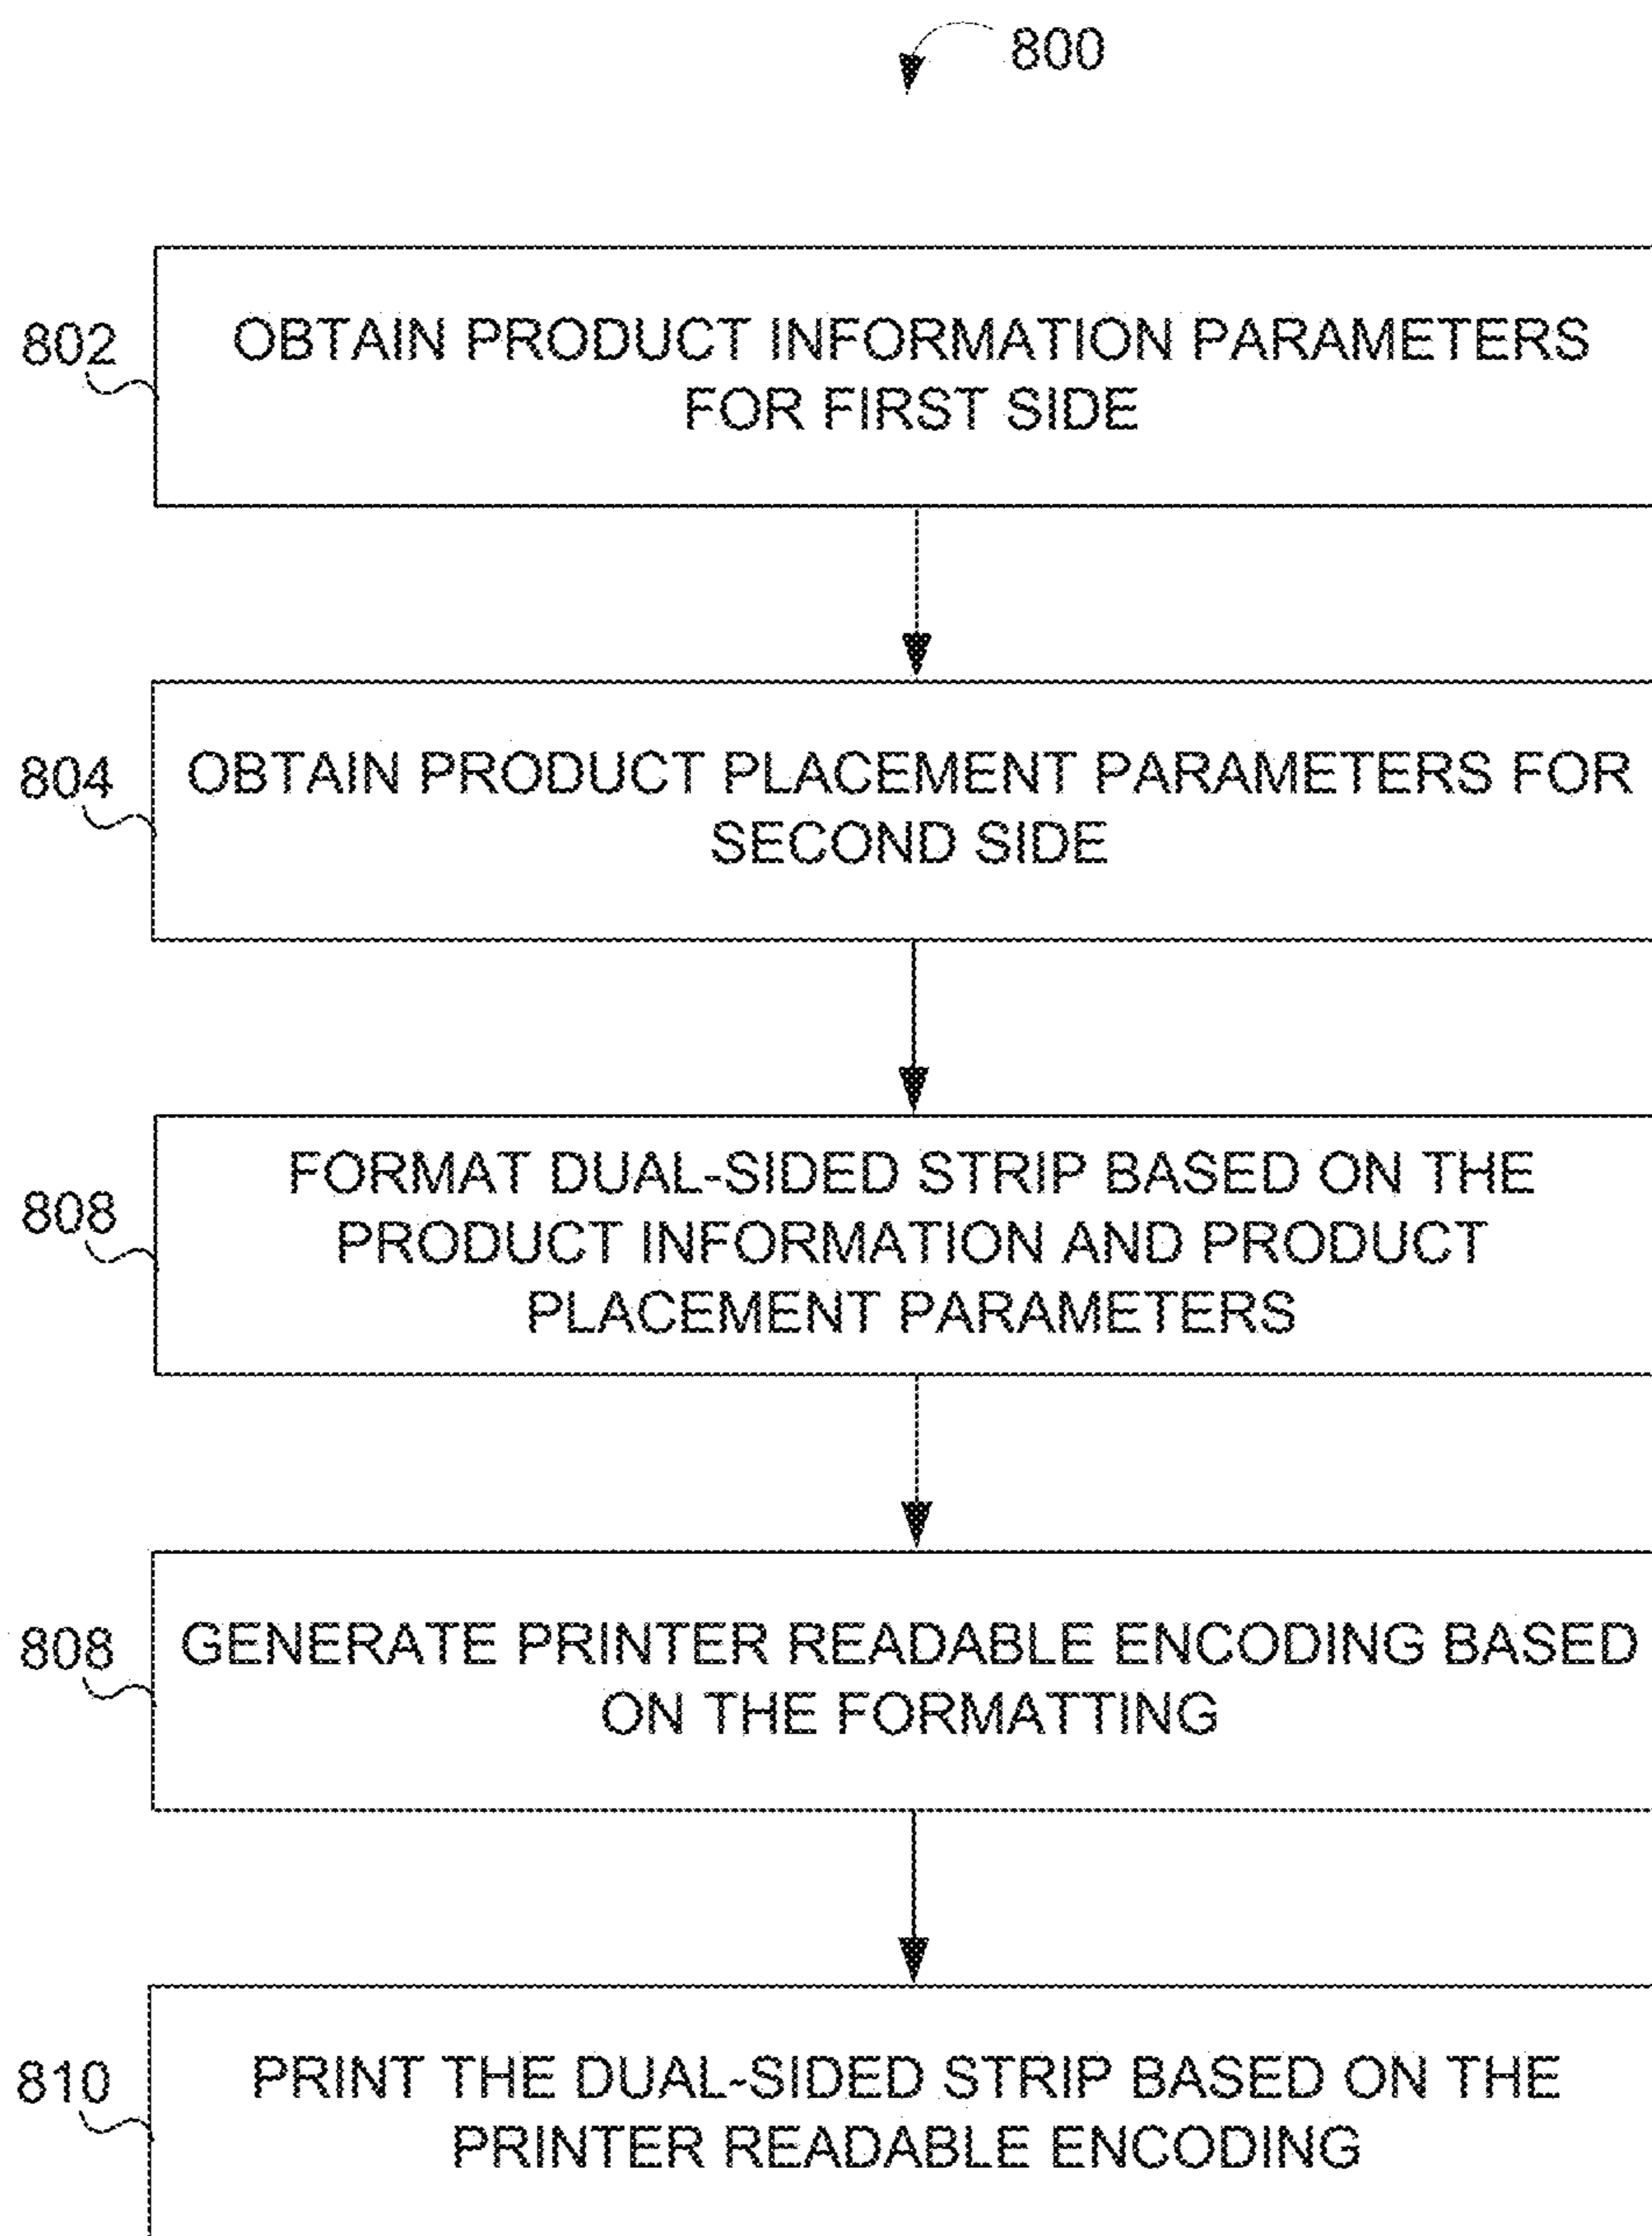 800
802
OBTAIN PRODUCT INFORMATION PARAMETERS
FOR FIRST SIDE
804
OBTAIN PRODUCT PLACEMENT PARAMETERS FOR
SECOND SIDE
808
FORMAT DUAL-SIDED STRIP BASED ON THE
PRODUCT INFORMATION AND PRODUCT
PLACEMENT PARAMETERS
808
GENERATE PRINTER READABLE ENCODING BASED
ON THE FORMATTING
810
PRINT THE DUAL-SIDED STRIP BASED ON THE
PRINTER READABLE ENCODING